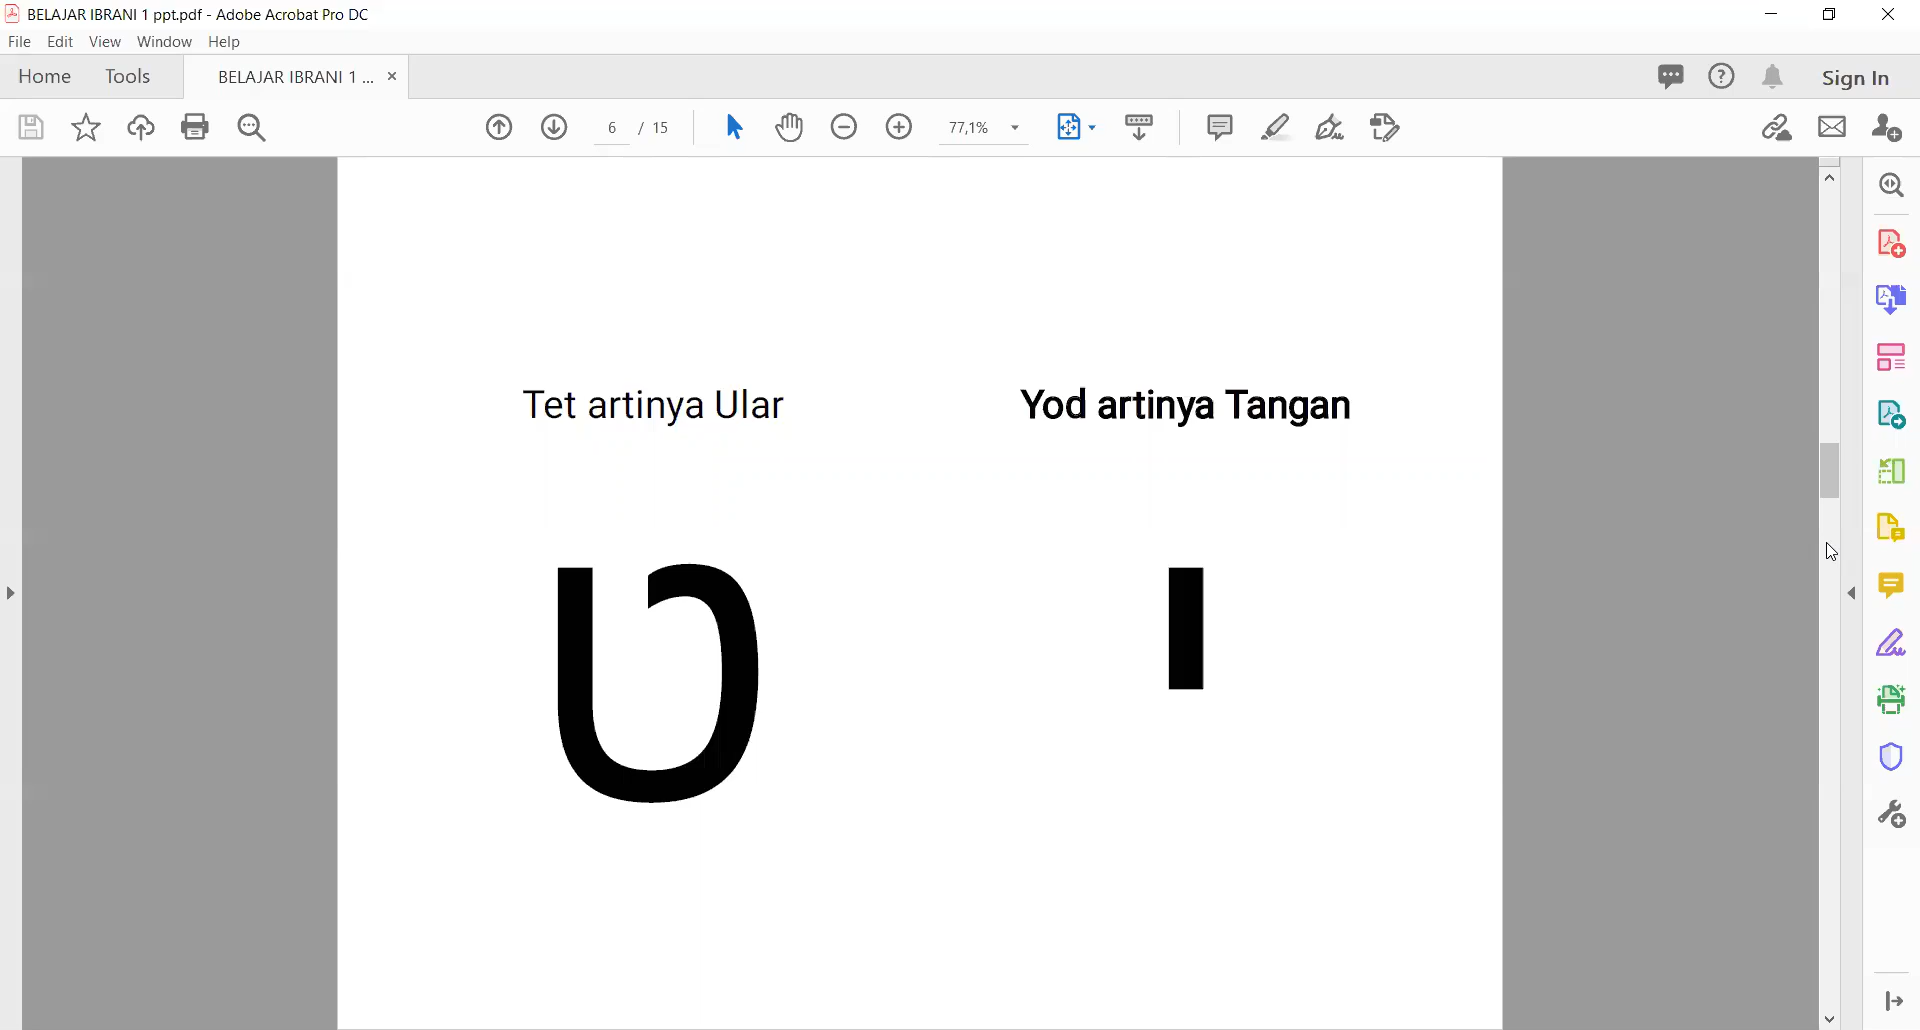 BELAJAR IBRANI 1 ppt.pdf - Adobe Acrobat Pro DC
File Edit View Window Help
Home Tools BELAJAR IBRANI 1 ... × Sign In
6 / 15 77,1%
Tet artinya Ular
Yod artinya Tangan
ט
י